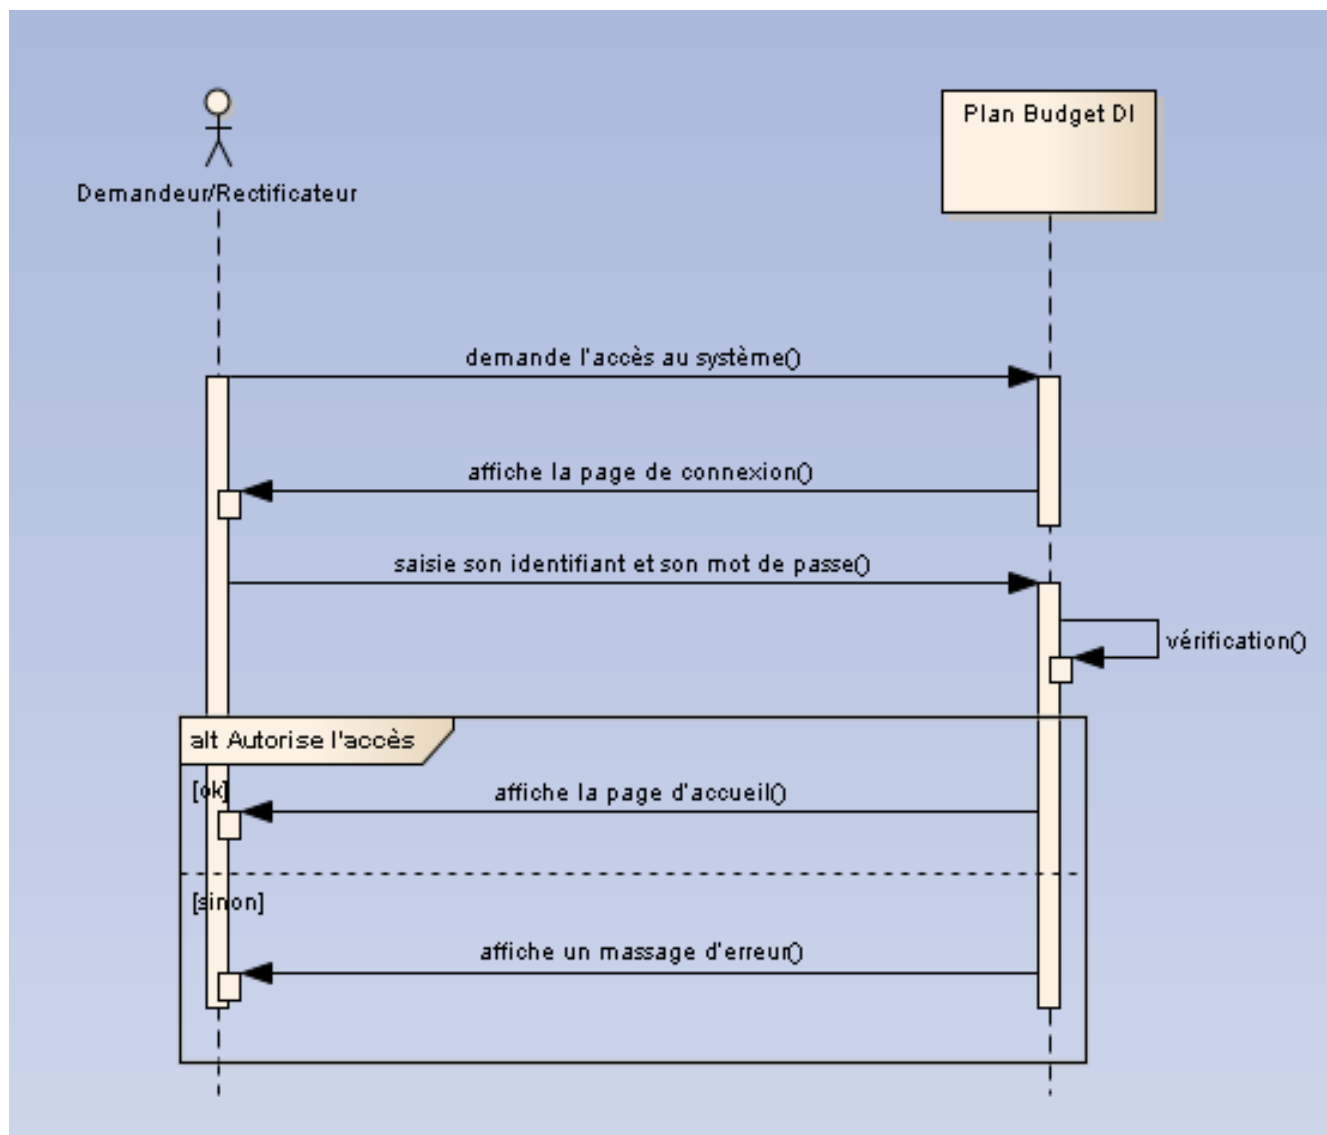 Demandeur/Rectificateur
Plan Budget DI
demande l'accès au système()
affiche la page de connexion()
saisie son identifiant et son mot de passe()
vérification()
alt Autorise l'accès
[ok]
affiche la page d'accueil()
[sinon]
affiche un massage d'erreur()